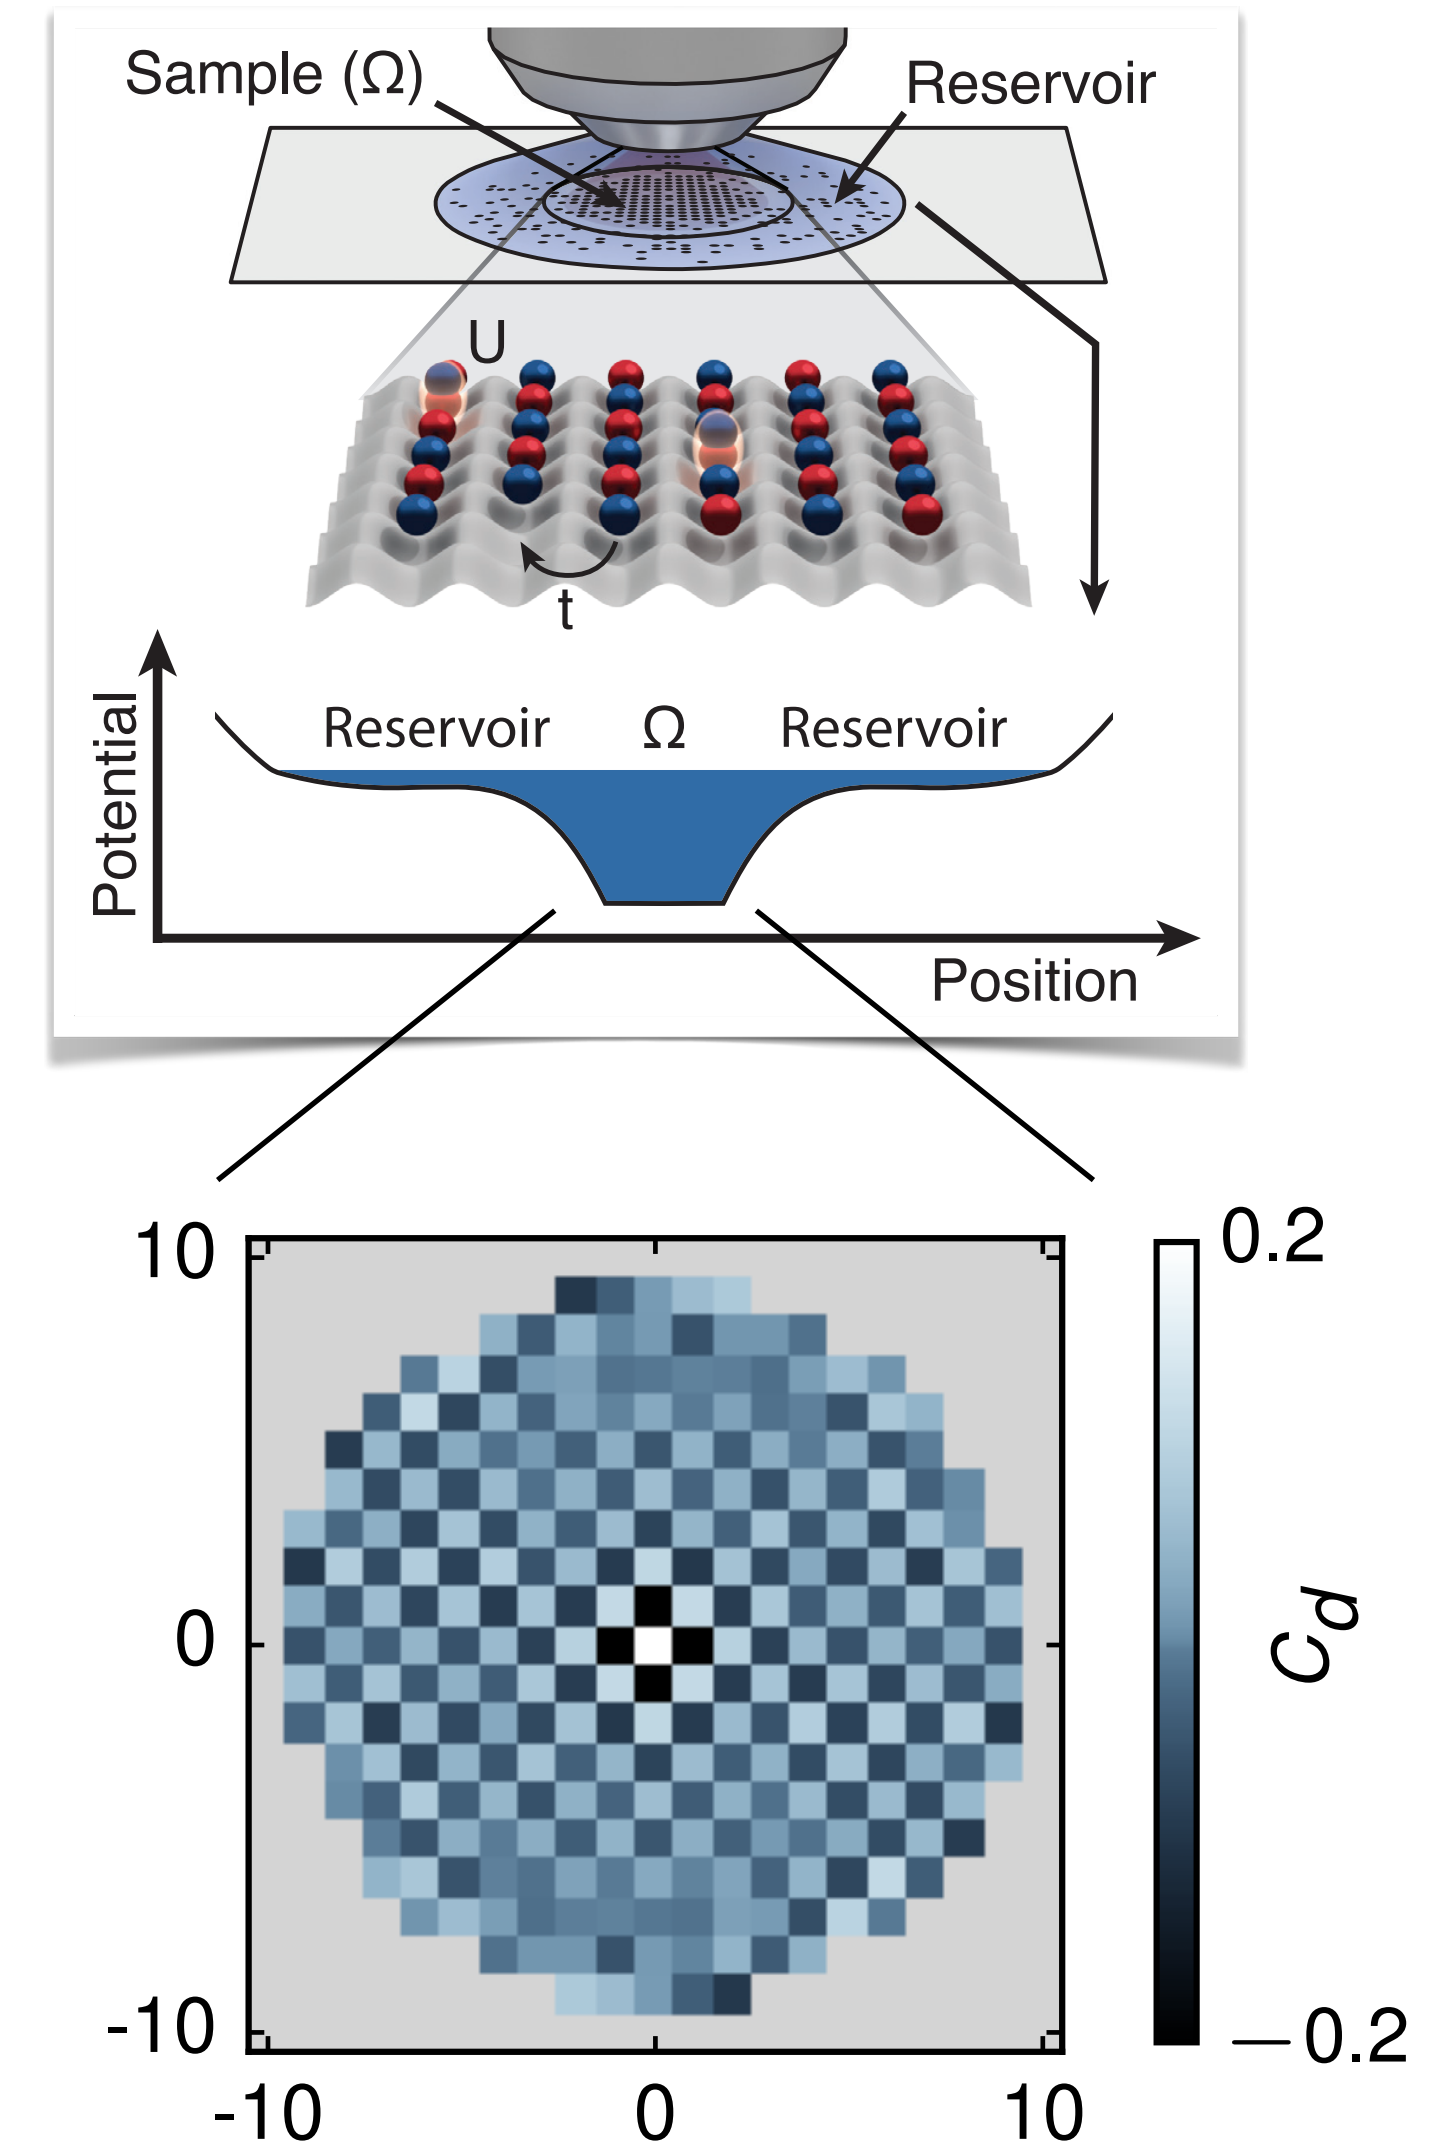 Sample (Ω)
Reservoir
U
t
Potential
Reservoir
Ω
Reservoir
Position
10
0
-10
-10
0
10
0.2
C_d
−0.2